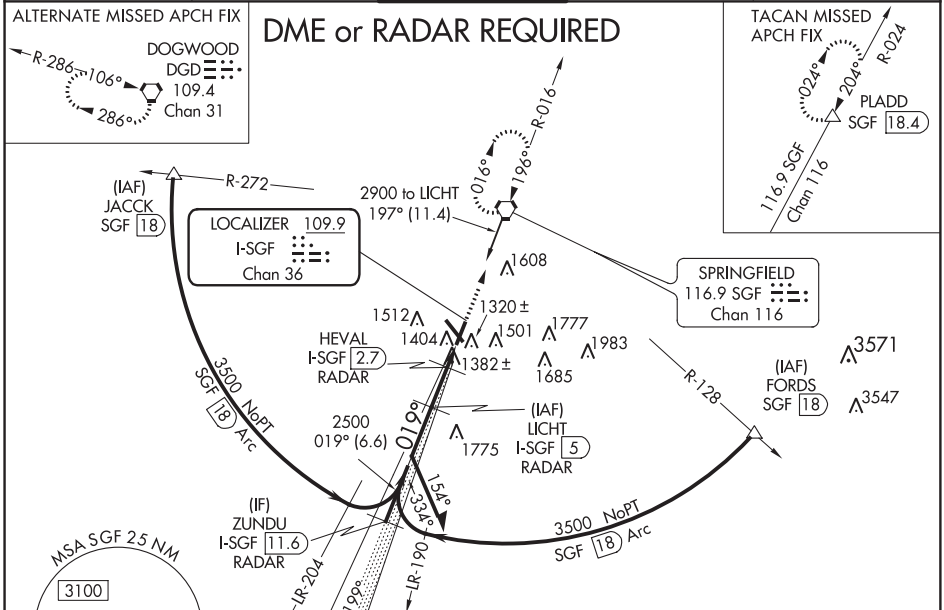 ALTERNATE MISSED APCH FIX
DOGWOOD
DGD
109.4
Chan 31
R-286
106°
286°
DME or RADAR REQUIRED
TACAN MISSED
APCH FIX
R-024
024°
204°
PLADD
SGF 18.4
116.9 SGF
Chan 116
R-016
016°
196°
(IAF)
JACCK
SGF 18
R-272
2900 to LICHT
197° (11.4)
LOCALIZER 109.9
I-SGF
Chan 36
SPRINGFIELD
116.9 SGF
Chan 116
1608
1320 ±
1512
1404
1501
1777
1983
1382 ±
1685
HEVAL
I-SGF 2.7
RADAR
3571
3547
R-128
(IAF)
FORDS
SGF 18
3500 NoPT
SGF 18 Arc
2500
019° (6.6)
019°
1775
(IAF)
LICHT
I-SGF 5
RADAR
154°
334°
(IF)
ZUNDU
I-SGF 11.6
RADAR
3500 NoPT
SGF 18 Arc
LR-204
199°
LR-190
MSA SGF 25 NM
3100